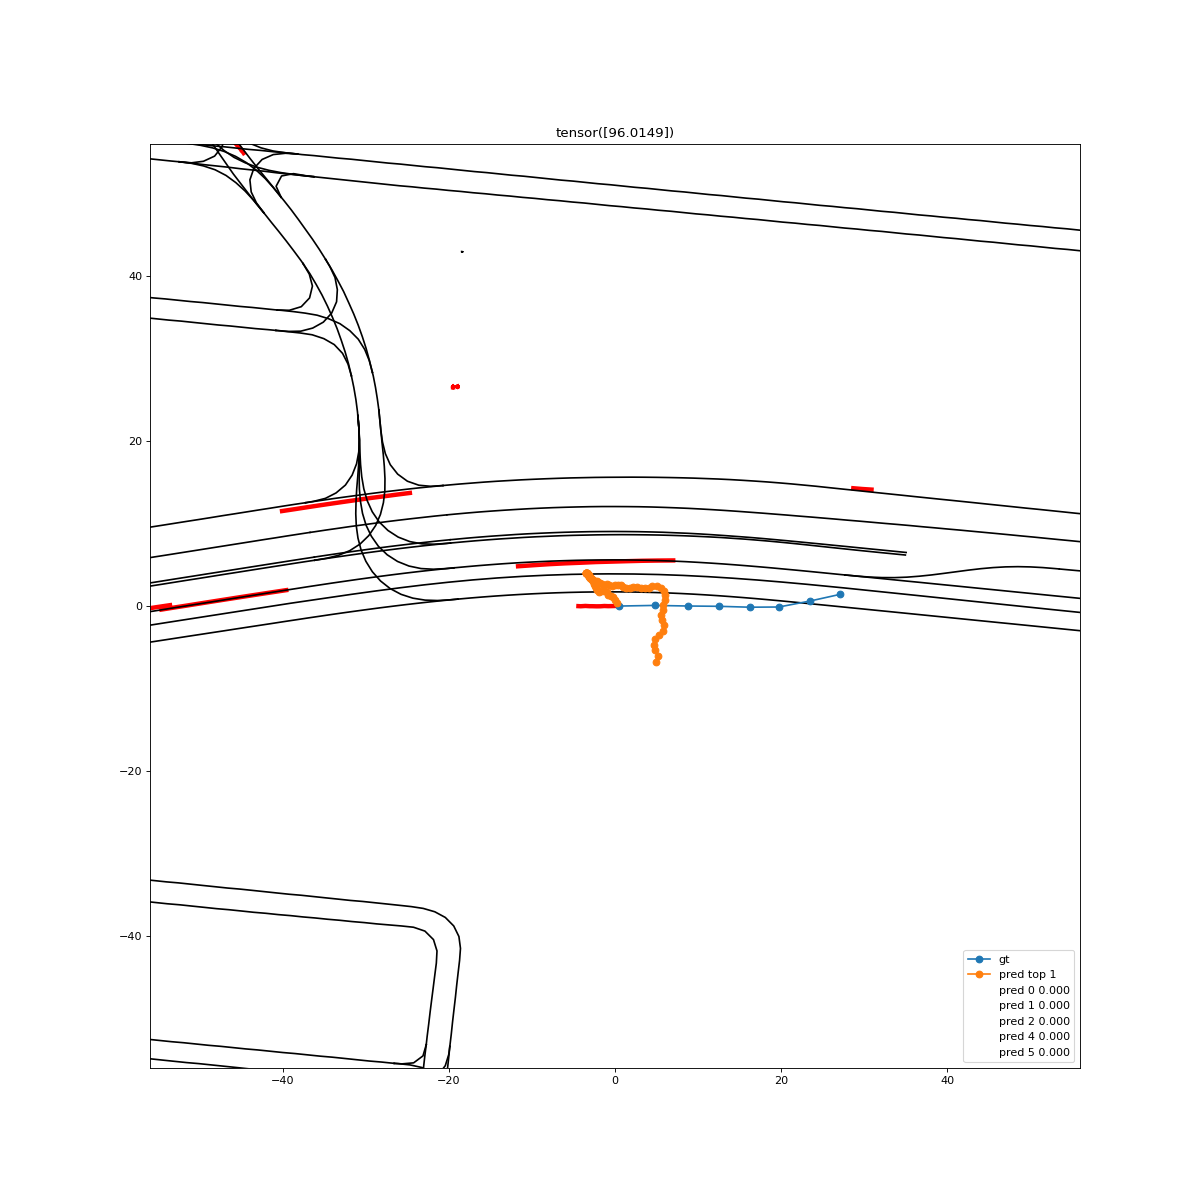 tensor([96.0149])
40
20
0
−20
−40
−40
−20
0
20
40
gt
pred top 1
pred 0 0.000
pred 1 0.000
pred 2 0.000
pred 4 0.000
pred 5 0.000